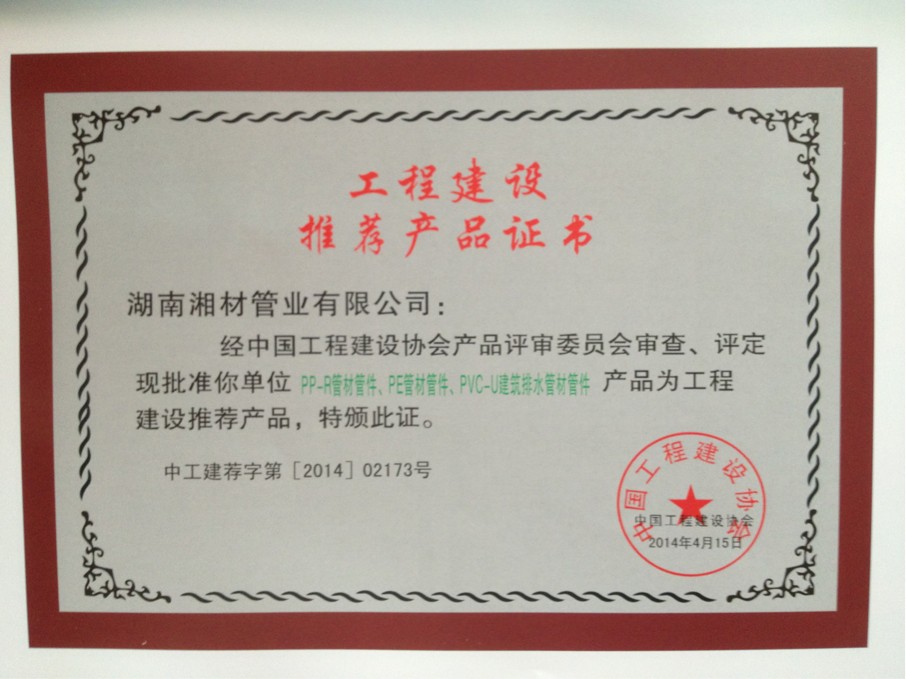 工程建设
推荐产品证书
湖南湘材管业有限公司：
经中国工程建设协会产品评审委员会审查、评定
现批准你单位 PP-R管材管件、PE管材管件、PVC-U建筑排水管材管件 产品为工程
建设推荐产品，特颁此证。
中工建荐字第［2014］02173号
中国工程建设协会
中国工程建设协会
2014年4月15日